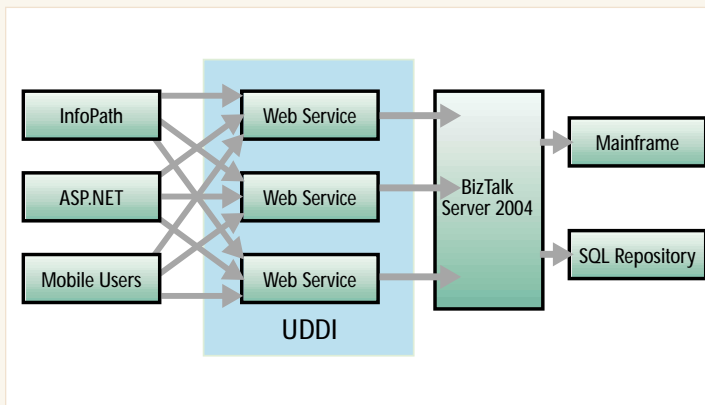 InfoPath
ASP.NET
Mobile Users
Web Service
Web Service
Web Service
UDDI
BizTalk
Server 2004
Mainframe
SQL Repository